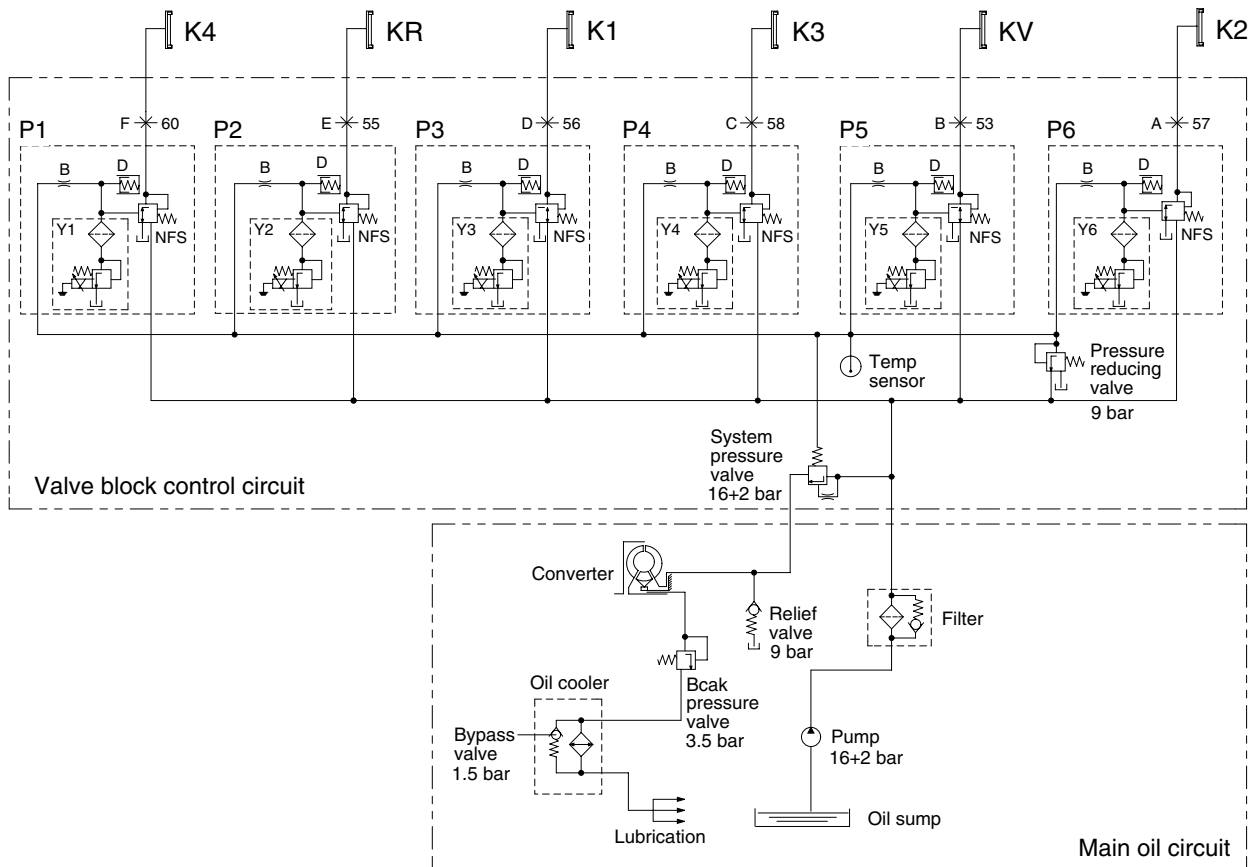 K4
KR
K1
K3
KV
K2
P1
F
60
P2
E
55
P3
D
56
P4
C
58
P5
B
53
P6
A
57
B
D
B
D
B
D
B
D
B
D
B
D
Y1
NFS
Y2
NFS
Y3
NFS
Y4
NFS
Y5
NFS
Y6
NFS
Temp
sensor
Pressure
reducing
valve
9 bar
System
pressure
valve
16+2 bar
Valve block control circuit
Converter
Relief
valve
9 bar
Filter
Oil cooler
Bcak
pressure
valve
3.5 bar
Bypass
valve
1.5 bar
Pump
16+2 bar
Lubrication
Oil sump
Main oil circuit